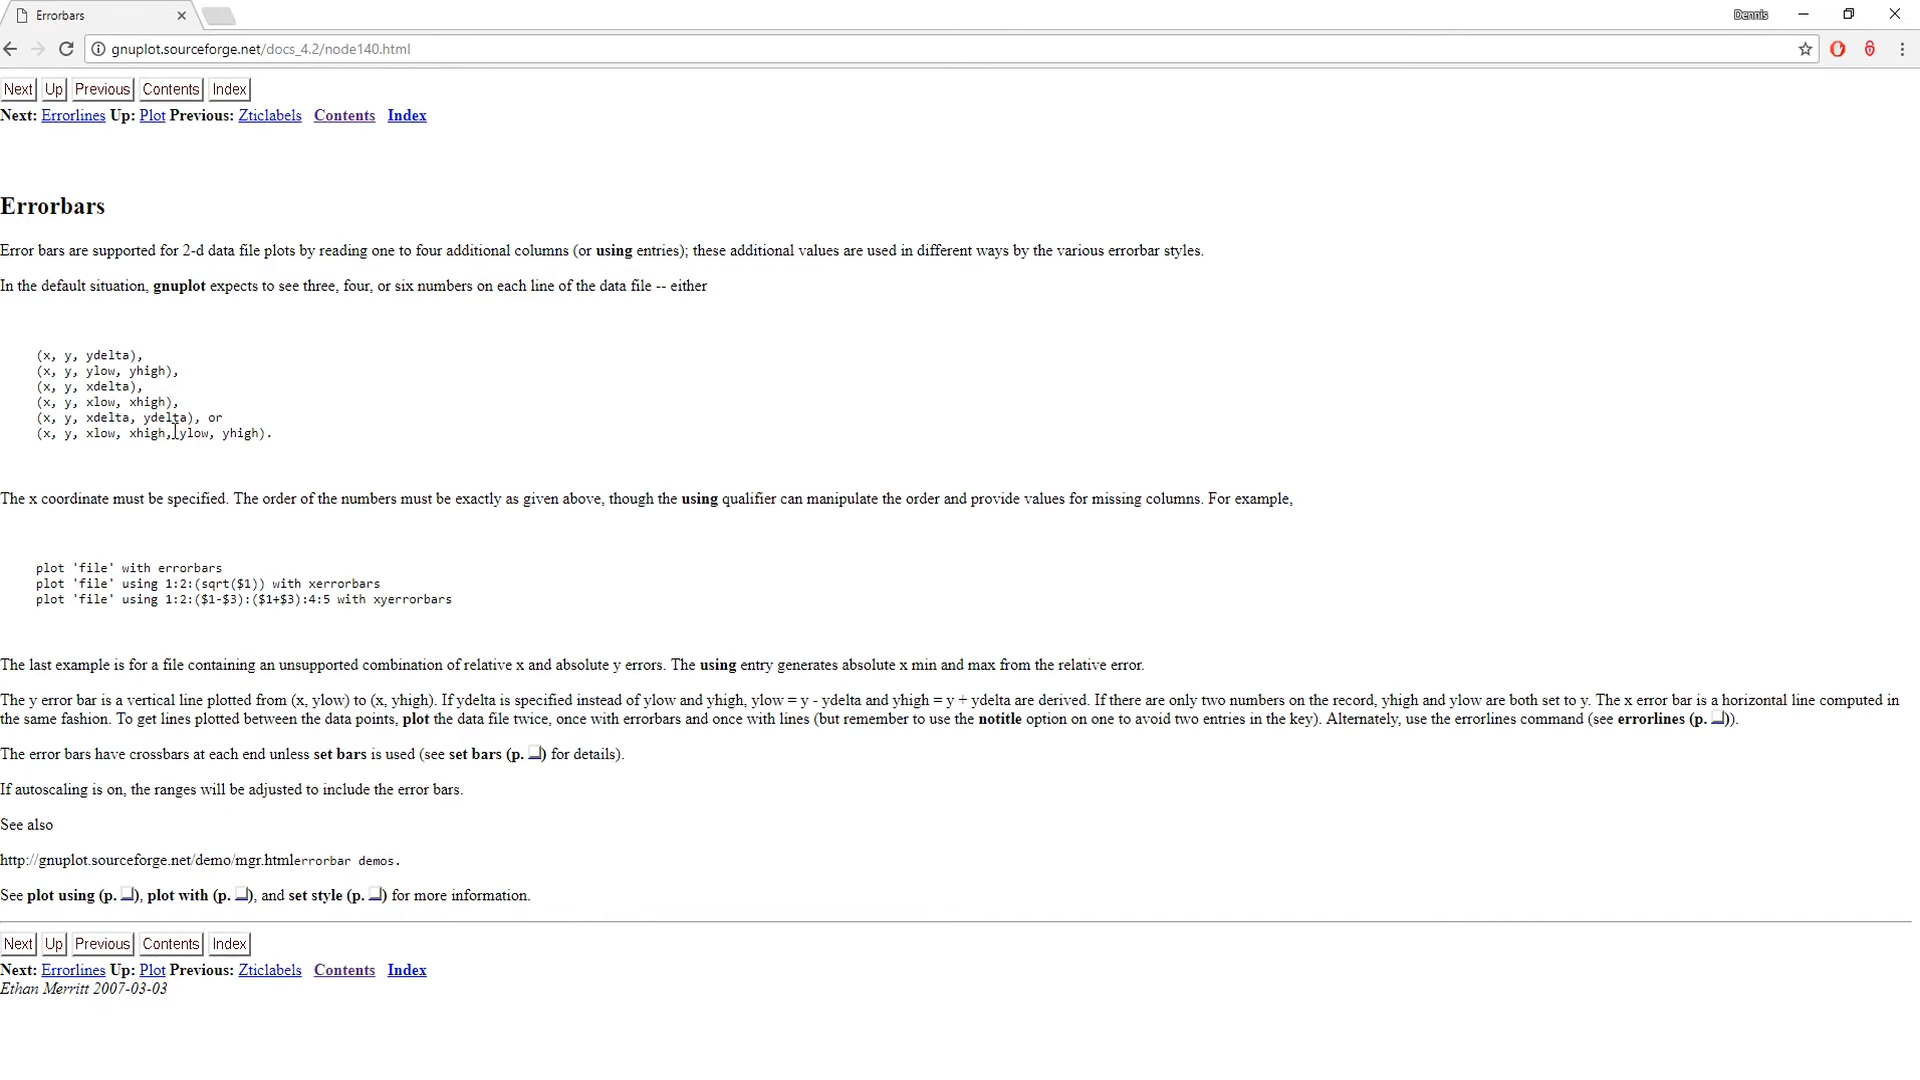 Errorbars
Dennis
gnuplot.sourceforge.net/docs_4.2/node140.html
Next Up Previous Contents Index
Next: Errorlines Up: Plot Previous: Zticlabels Contents Index
Errorbars
Error bars are supported for 2-d data file plots by reading one to four additional columns (or using entries); these additional values are used in different ways by the various errorbar styles.
In the default situation, gnuplot expects to see three, four, or six numbers on each line of the data file -- either
(x, y, ydelta),
(x, y, ylow, yhigh),
(x, y, xdelta),
(x, y, xlow, xhigh),
(x, y, xdelta, ydelta), or
(x, y, xlow, xhigh, ylow, yhigh).
The x coordinate must be specified. The order of the numbers must be exactly as given above, though the using qualifier can manipulate the order and provide values for missing columns. For example,
plot 'file' with errorbars
plot 'file' using 1:2:(sqrt($1)) with xerrorbars
plot 'file' using 1:2:($1-$3):($1+$3):4:5 with xyerrorbars
The last example is for a file containing an unsupported combination of relative x and absolute y errors. The using entry generates absolute x min and max from the relative error.
The y error bar is a vertical line plotted from (x, ylow) to (x, yhigh). If ydelta is specified instead of ylow and yhigh, ylow = y - ydelta and yhigh = y + ydelta are derived. If there are only two numbers on the record, yhigh and ylow are both set to y. The x error bar is a horizontal line computed in
the same fashion. To get lines plotted between the data points, plot the data file twice, once with errorbars and once with lines (but remember to use the notitle option on one to avoid two entries in the key). Alternately, use the errorlines command (see errorlines (p. )).
The error bars have crossbars at each end unless set bars is used (see set bars (p. ) for details).
If autoscaling is on, the ranges will be adjusted to include the error bars.
See also
http://gnuplot.sourceforge.net/demo/mgr.htmlerrorbar demos.
See plot using (p. ), plot with (p. ), and set style (p. ) for more information.
Next Up Previous Contents Index
Next: Errorlines Up: Plot Previous: Zticlabels Contents Index
Ethan Merritt 2007-03-03